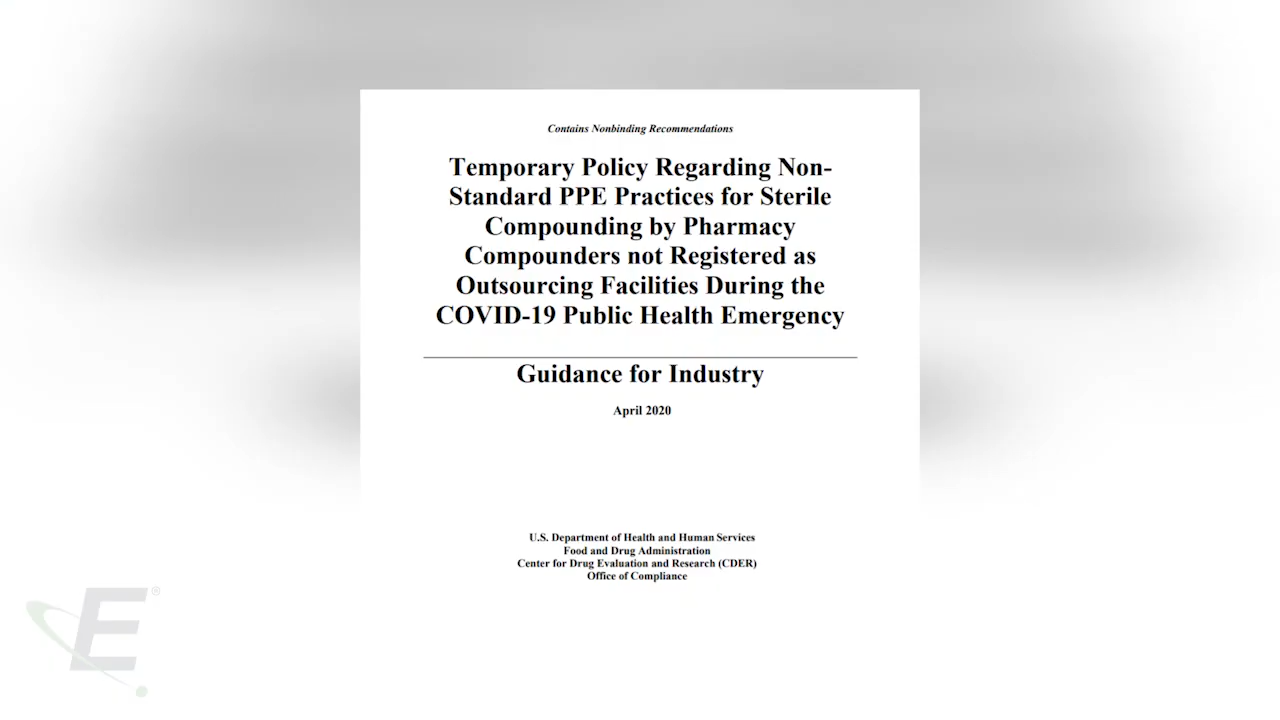 Contains Nonbinding Recommendations
Temporary Policy Regarding Non-
Standard PPE Practices for Sterile
Compounding by Pharmacy
Compounders not Registered as
Outsourcing Facilities During the
COVID-19 Public Health Emergency
Guidance for Industry
April 2020
U.S. Department of Health and Human Services
Food and Drug Administration
Center for Drug Evaluation and Research (CDER)
Office of Compliance
E®